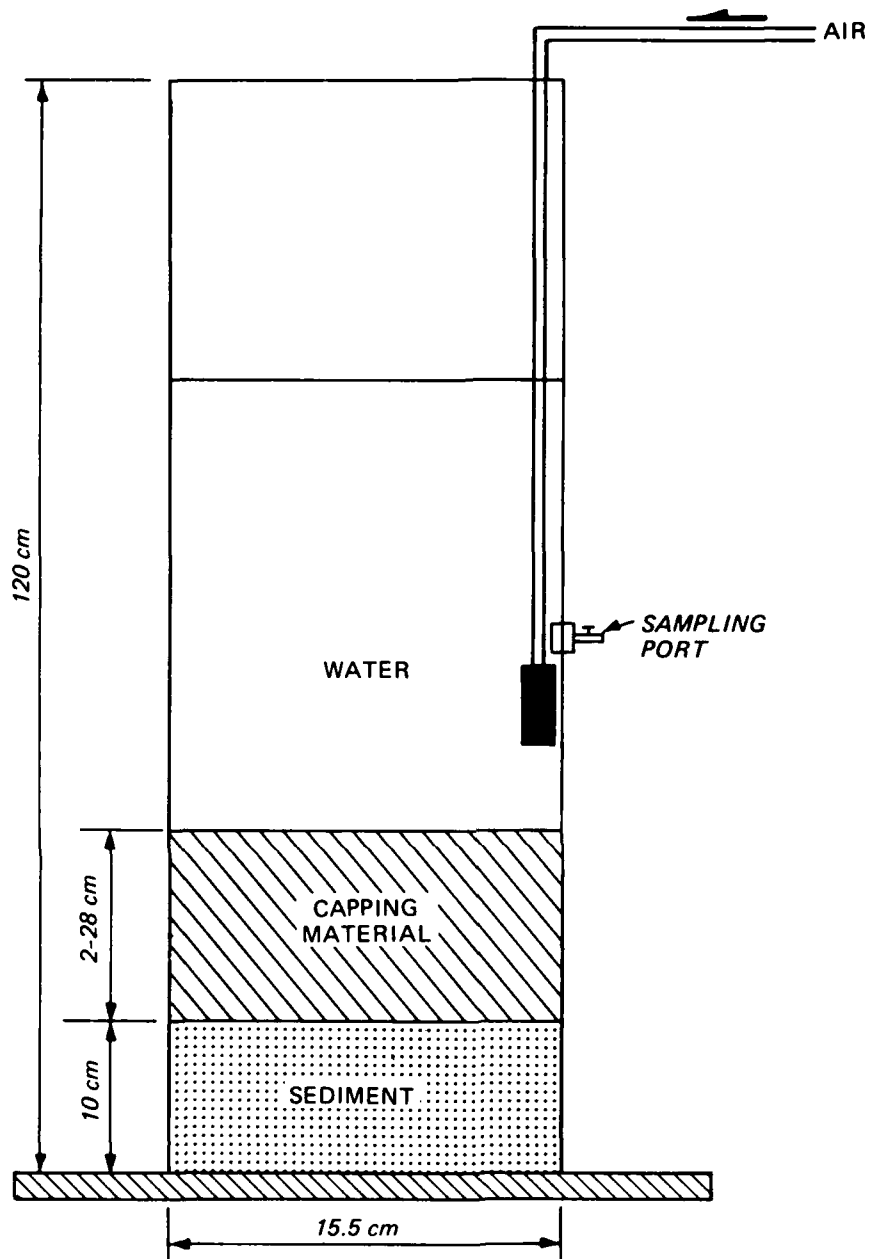 AIR
120 cm
SAMPLING
PORT
WATER
2-28 cm
CAPPING
MATERIAL
10 cm
SEDIMENT
15.5 cm